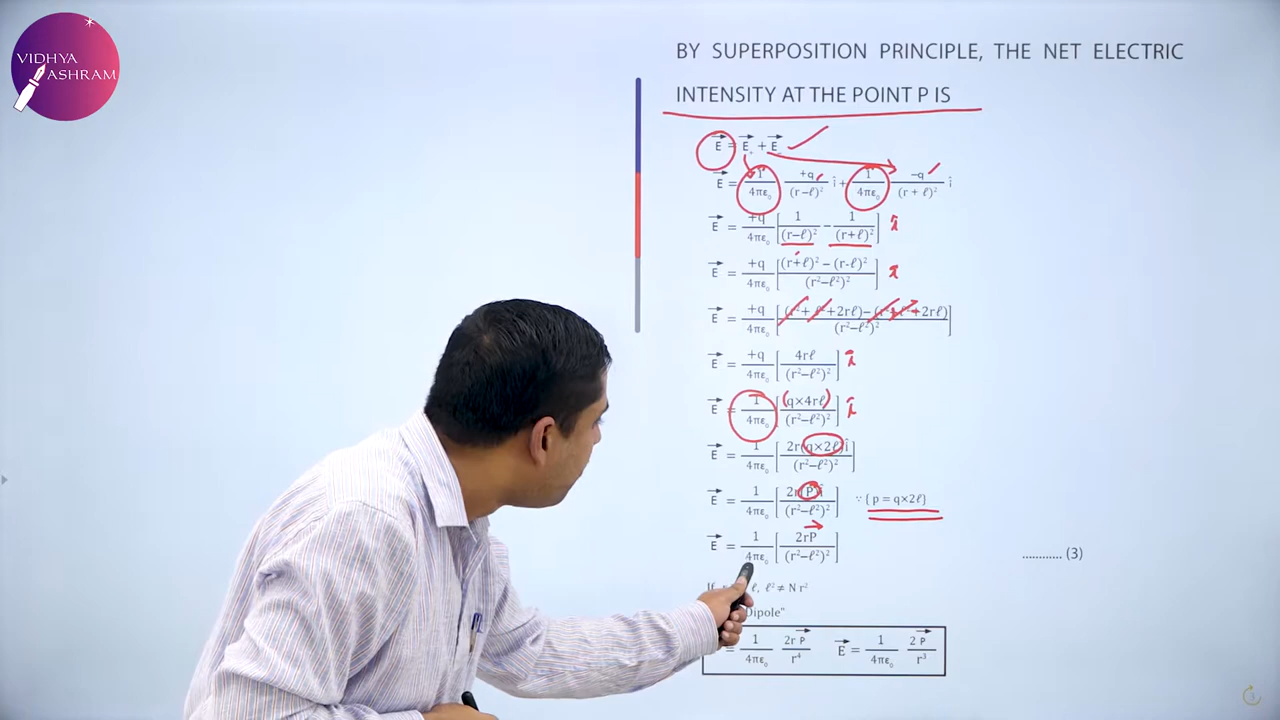 VIDHYA
ASHRAM
BY SUPERPOSITION PRINCIPLE, THE NET ELECTRIC
INTENSITY AT THE POINT P IS
E⃗ = E⃗₊ + E⃗
E⃗ = 1/4πε₀ +q/(r–ℓ)² î + 1/4πε₀ –q/(r + ℓ)² î
E⃗ = +q/4πε₀ [1/(r–ℓ)² – 1/(r+ℓ)²] î
E⃗ = +q/4πε₀ [(r+ℓ)² – (r-ℓ)²/(r²–ℓ²)²] î
E⃗ = +q/4πε₀ [(r²+ ℓ²+2rℓ)–(r²+ℓ²+2rℓ)/(r²–ℓ²)²]
E⃗ = +q/4πε₀ [4rℓ/(r²–ℓ²)²] î
E⃗ = 1/4πε₀ [(q×4rℓ)/(r²–ℓ²)²] î
E⃗ = 1/4πε₀ [2r(q×2ℓ)î/(r²–ℓ²)²]
E⃗ = 1/4πε₀ [2r(P)î/(r²–ℓ²)²] ∵ { p = q×2ℓ}
E⃗ = 1/4πε₀ [2rP⃗/(r²–ℓ²)²] ............ (3)
If ℓ, ℓ² ≠ N r²
Dipole"
= 1/4πε₀ 2r P⃗/r⁴ E⃗ = 1/4πε₀ 2 P⃗/r³